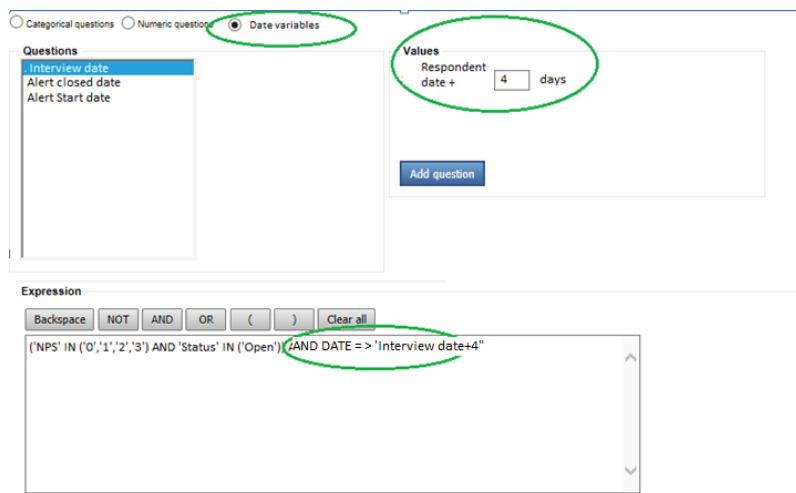 Categorical questions Numeric questions Date variables
Questions
. Interview date
Alert closed date
Alert Start date
Values
Respondent
date + 4 days
Add question
Expression
Backspace NOT AND OR ( ) Clear all
('NPS' IN ('0','1','2','3') AND 'Status' IN ('Open') AND DATE = > 'Interview date+4"